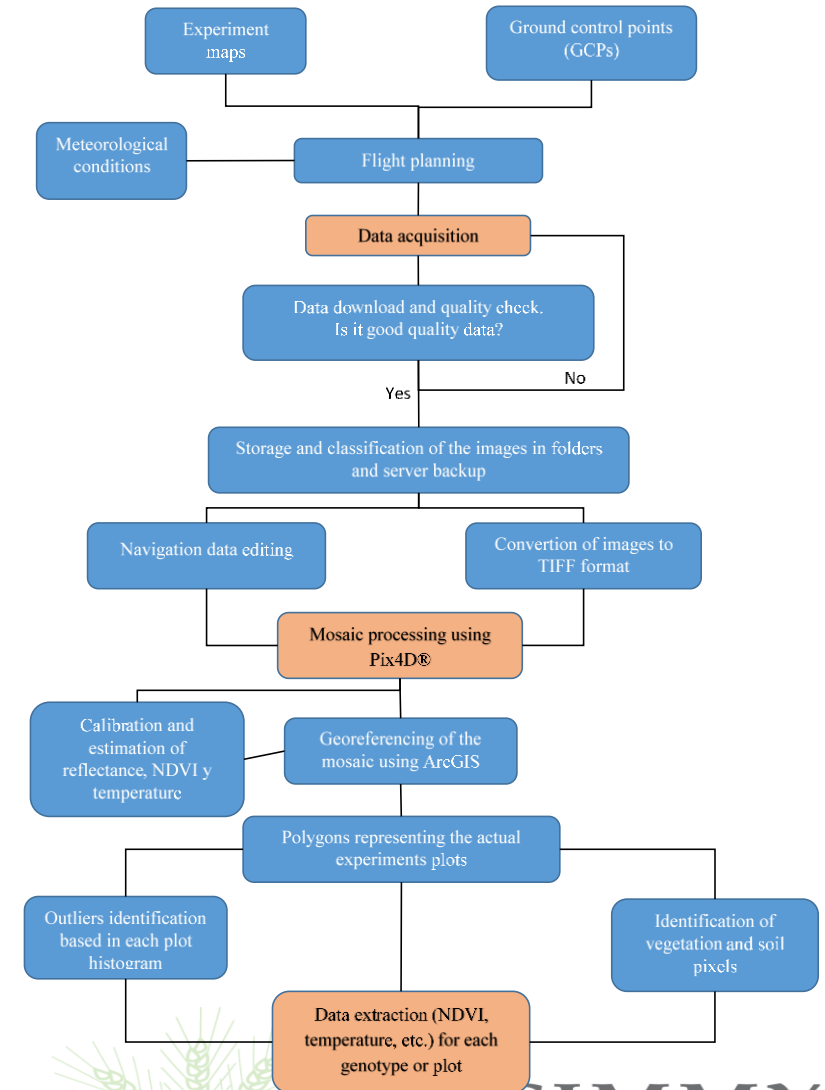 Experiment
maps
Ground control points
(GCPs)
Meteorological
conditions
Flight planning
Data acquisition
Data download and quality check.
Is it good quality data?
No
Yes
Storage and classification of the images in folders
and server backup
Navigation data editing
Convertion of images to
TIFF format
Mosaic processing using
Pix4D®
Calibration and
estimation of
reflectance, NDVI y
temperature
Georeferencing of the
mosaic using ArcGIS
Polygons representing the actual
experiments plots
Outliers identification
based in each plot
histogram
Identification of
vegetation and soil
pixels
Data extraction (NDVI,
temperature, etc.) for each
genotype or plot